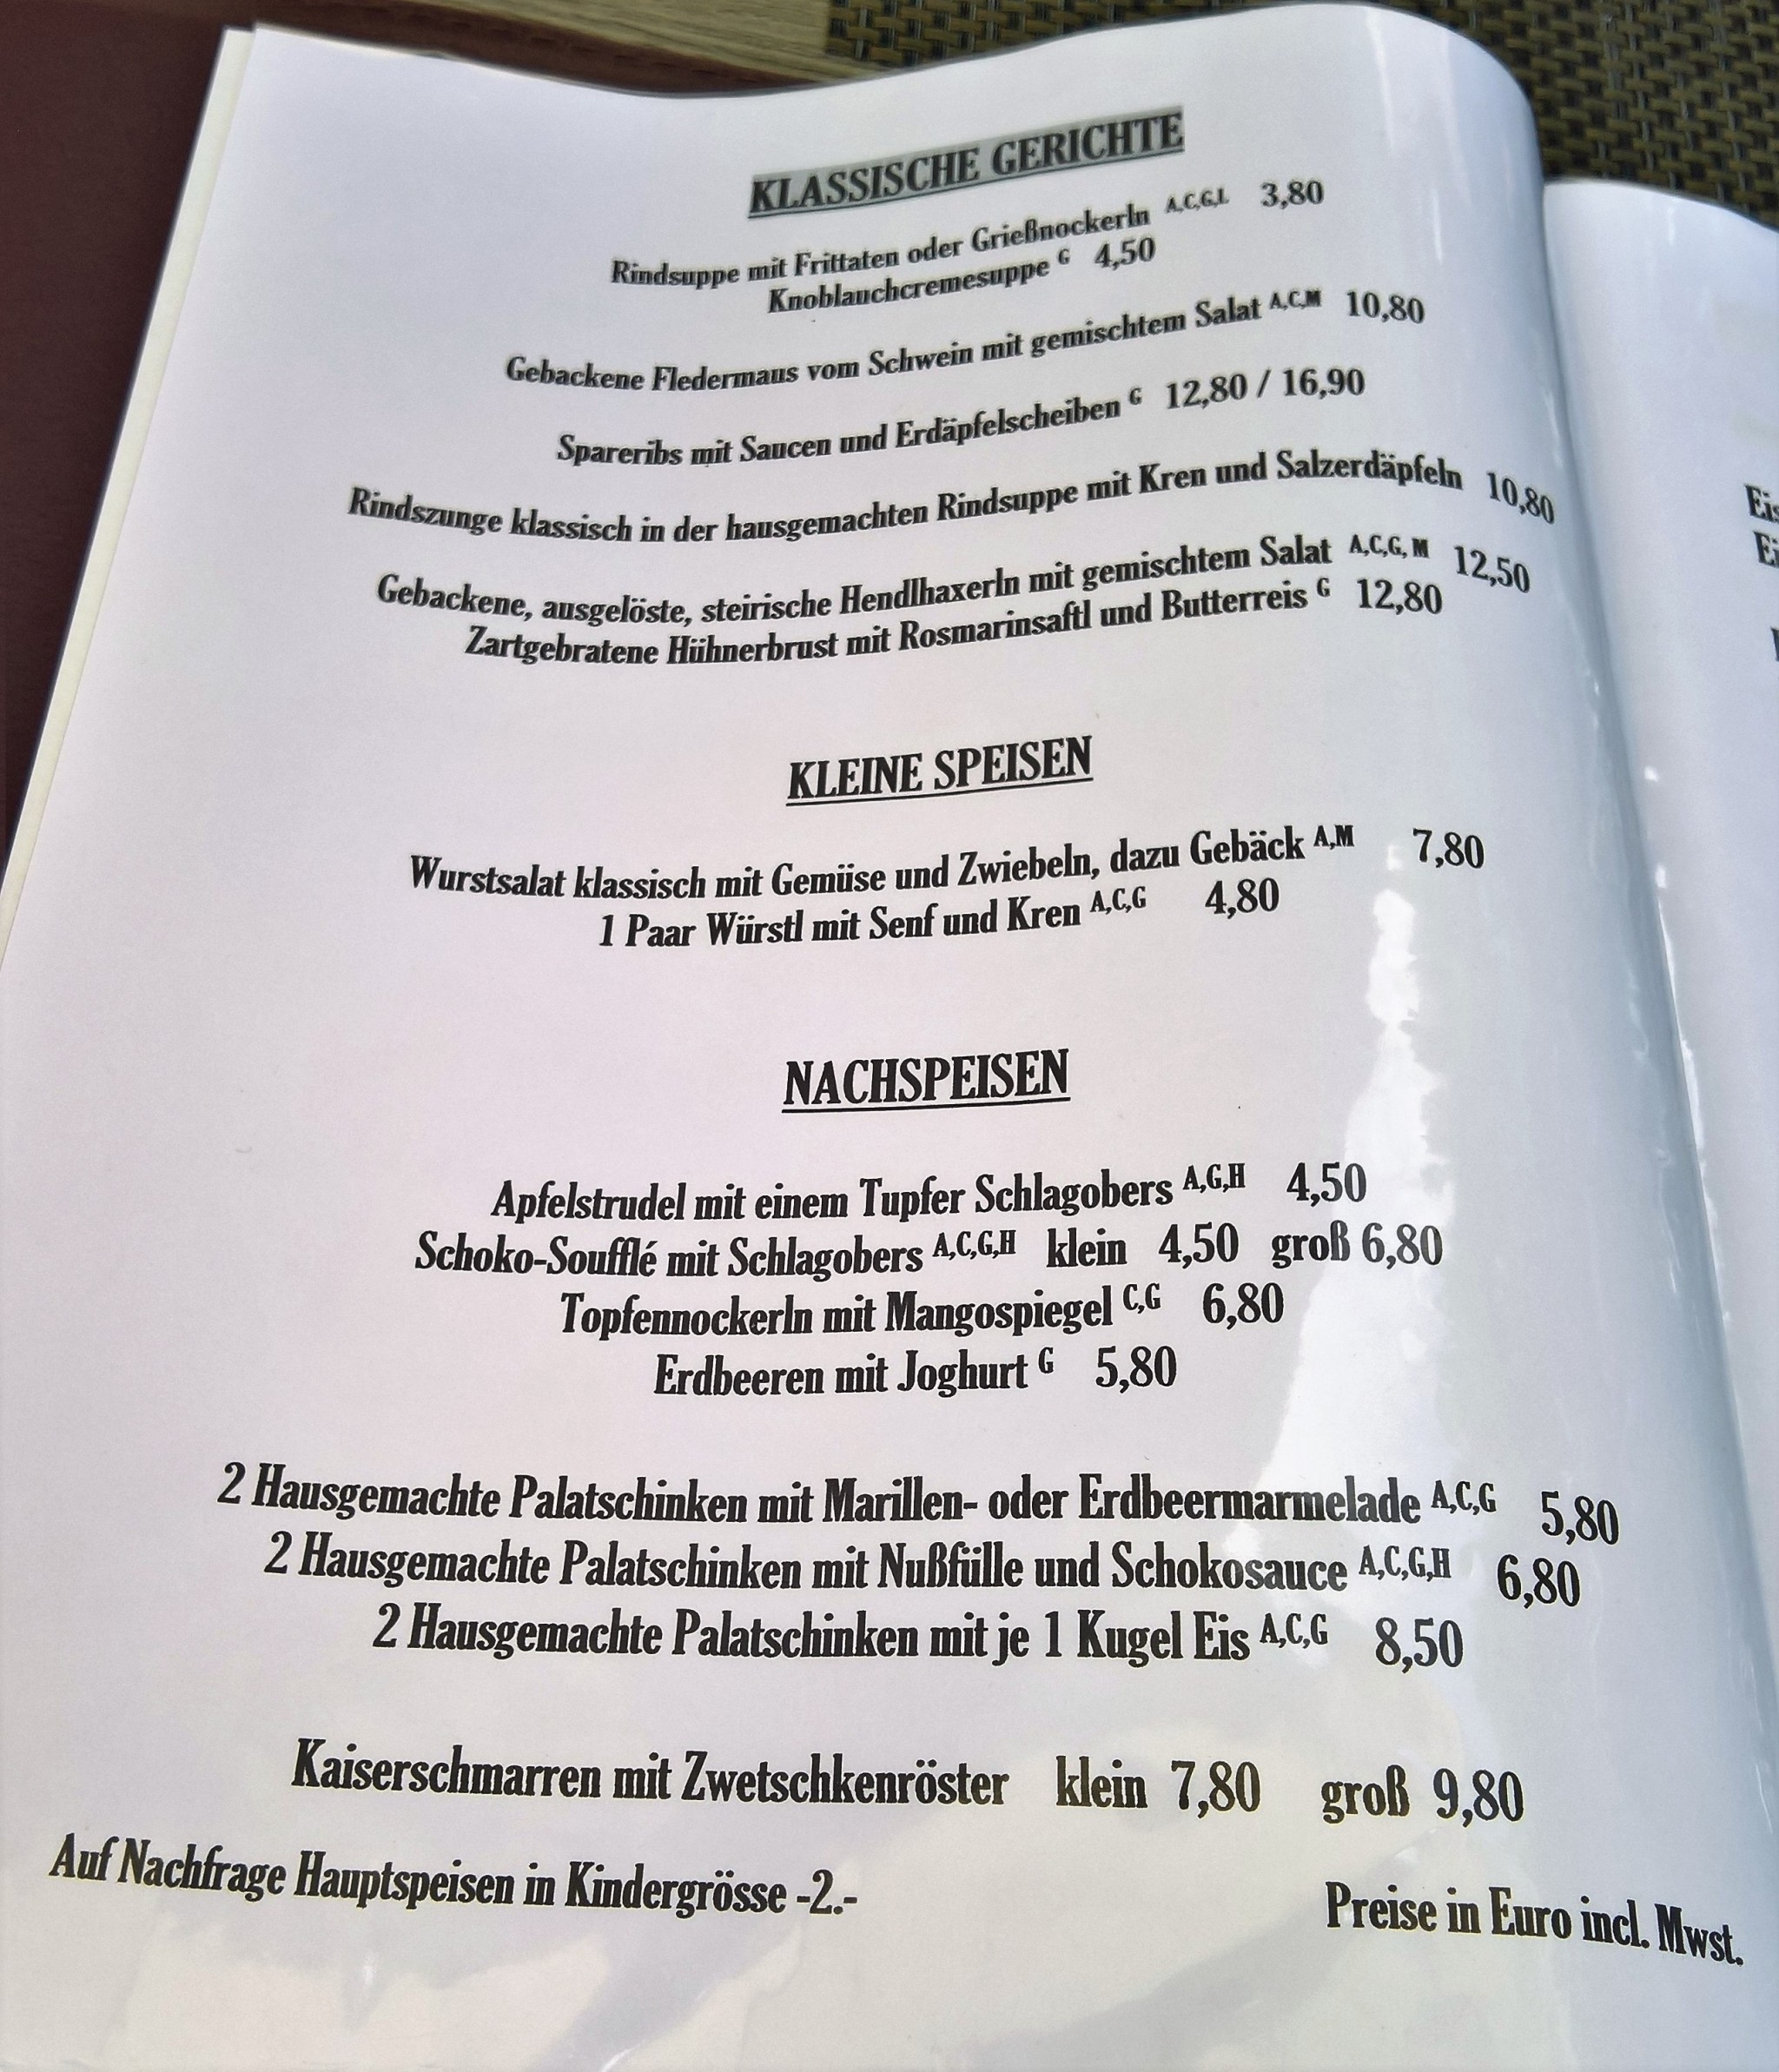 KLASSISCHE GERICHTE
Rindsuppe mit Frittaten oder Grießnockerln A,C,G,L 3,80
Knoblauchcremesuppe G 4,50
Gebackene Fledermaus vom Schwein mit gemischtem Salat A,C,M 10,80
Spareribs mit Saucen und Erdäpfelscheiben G 12,80 / 16,90
Rindszunge klassisch in der hausgemachten Rindsuppe mit Kren und Salzerdäpfeln 10,80
Gebackene, ausgelöste, steirische Hendlhaxerln mit gemischtem Salat A,C,G, M 12,50
Zartgebratene Hühnerbrust mit Rosmarinsaftl und Butterreis G 12,80
KLEINE SPEISEN
Wurstsalat klassisch mit Gemüse und Zwiebeln, dazu Gebäck A,M 7,80
1 Paar Würstl mit Senf und Kren A,C,G 4,80
NACHSPEISEN
Apfelstrudel mit einem Tupfer Schlagobers A,G,H 4,50
Schoko-Soufflé mit Schlagobers A,C,G,H klein 4,50 groß 6,80
Topfennockerln mit Mangospiegel C,G 6,80
Erdbeeren mit Joghurt G 5,80
2 Hausgemachte Palatschinken mit Marillen- oder Erdbeermarmelade A,C,G 5,80
2 Hausgemachte Palatschinken mit Nußfülle und Schokosauce A,C,G,H 6,80
2 Hausgemachte Palatschinken mit je 1 Kugel Eis A,C,G 8,50
Kaiserschmarren mit Zwetschkenröster klein 7,80 groß 9,80
Auf Nachfrage Hauptspeisen in Kindergrösse -2.-
Preise in Euro incl. Mwst.